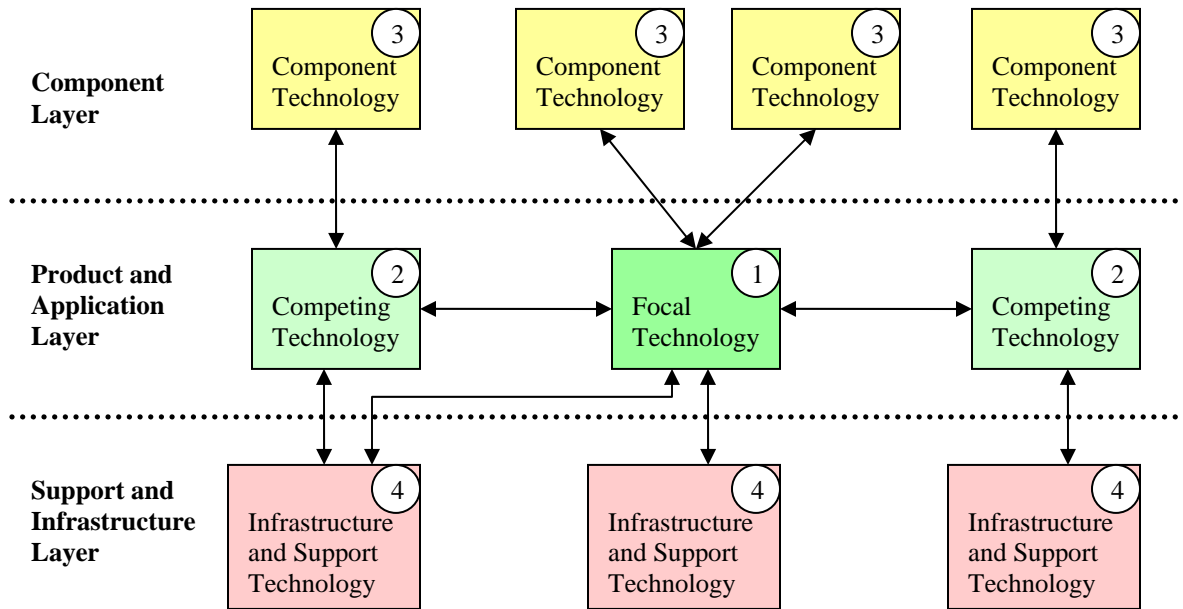 Component
Layer
3
Component
Technology
3
Component
Technology
3
Component
Technology
3
Component
Technology
Product and
Application
Layer
2
Competing
Technology
1
Focal
Technology
2
Competing
Technology
Support and
Infrastructure
Layer
4
Infrastructure
and Support
Technology
4
Infrastructure
and Support
Technology
4
Infrastructure
and Support
Technology